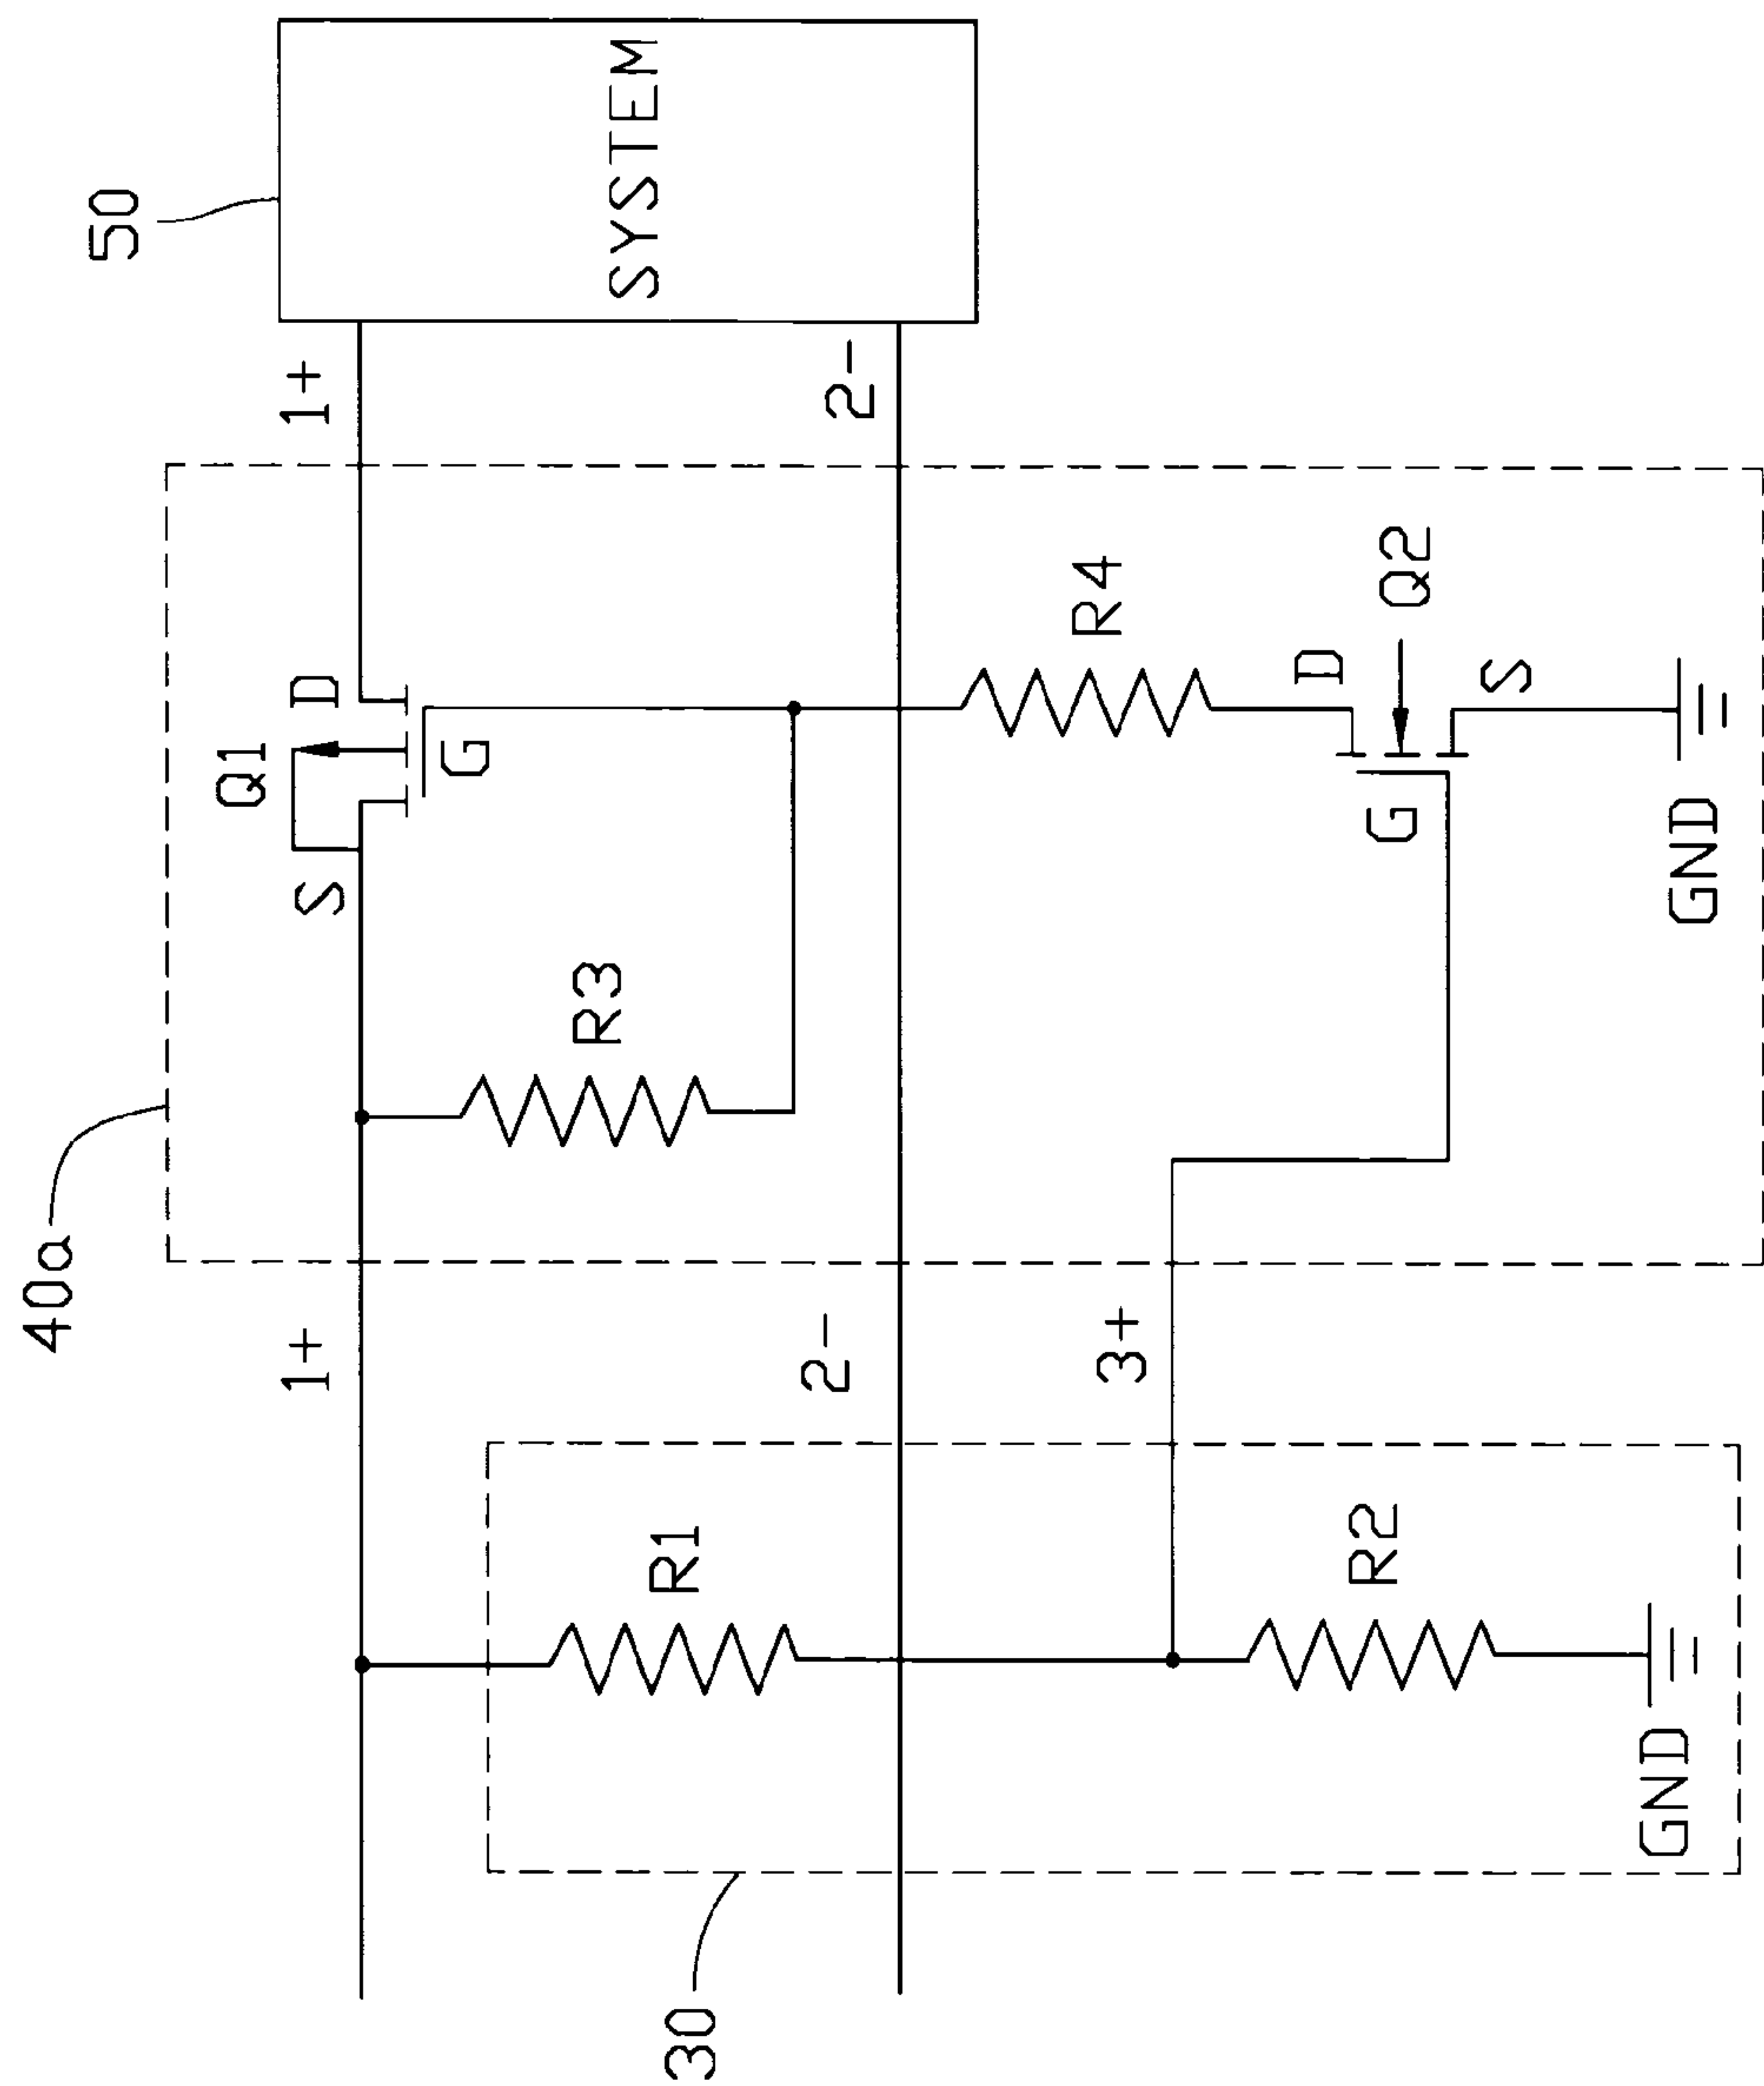 50
SYSTEM
1+
2-
40a
Q1
D
S
G
R3
R4
Q2
D
G
S
GND
1+
2-
3+
R1
R2
GND
30